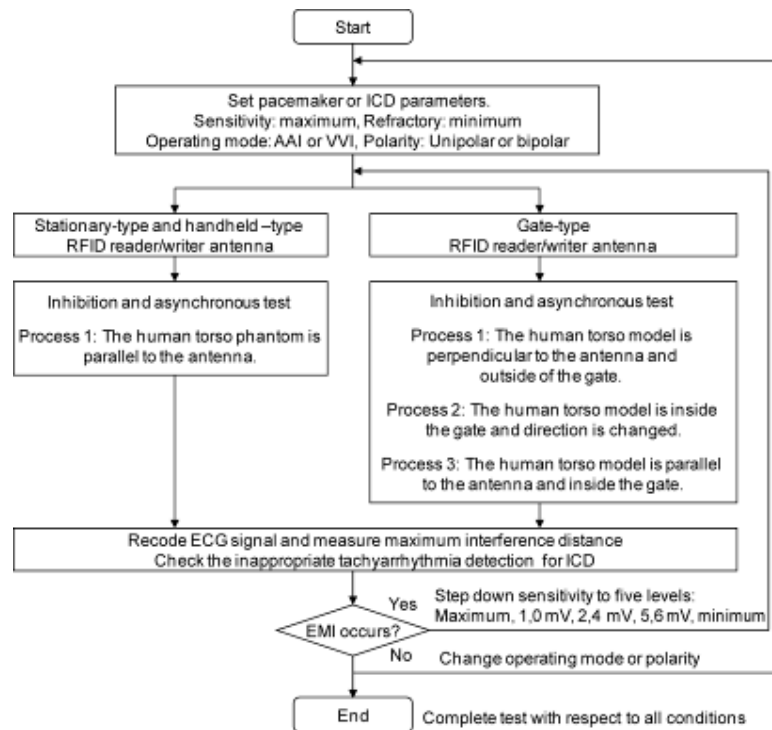 Start
Set pacemaker or ICD parameters.
Sensitivity: maximum, Refractory: minimum
Operating mode: AAI or VVI, Polarity: Unipolar or bipolar
Stationary-type and handheld –type
RFID reader/writer antenna
Inhibition and asynchronous test
Process 1: The human torso phantom is
parallel to the antenna.
Gate-type
RFID reader/writer antenna
Inhibition and asynchronous test
Process 1: The human torso model is
perpendicular to the antenna and
outside of the gate.
Process 2: The human torso model is inside
the gate and direction is changed.
Process 3: The human torso model is parallel
to the antenna and inside the gate.
Recode ECG signal and measure maximum interference distance
Check the inappropriate tachyarrhythmia detection for ICD
EMI occurs?
Yes
Step down sensitivity to five levels:
Maximum, 1,0 mV, 2,4 mV, 5,6 mV, minimum
No
Change operating mode or polarity
End
Complete test with respect to all conditions